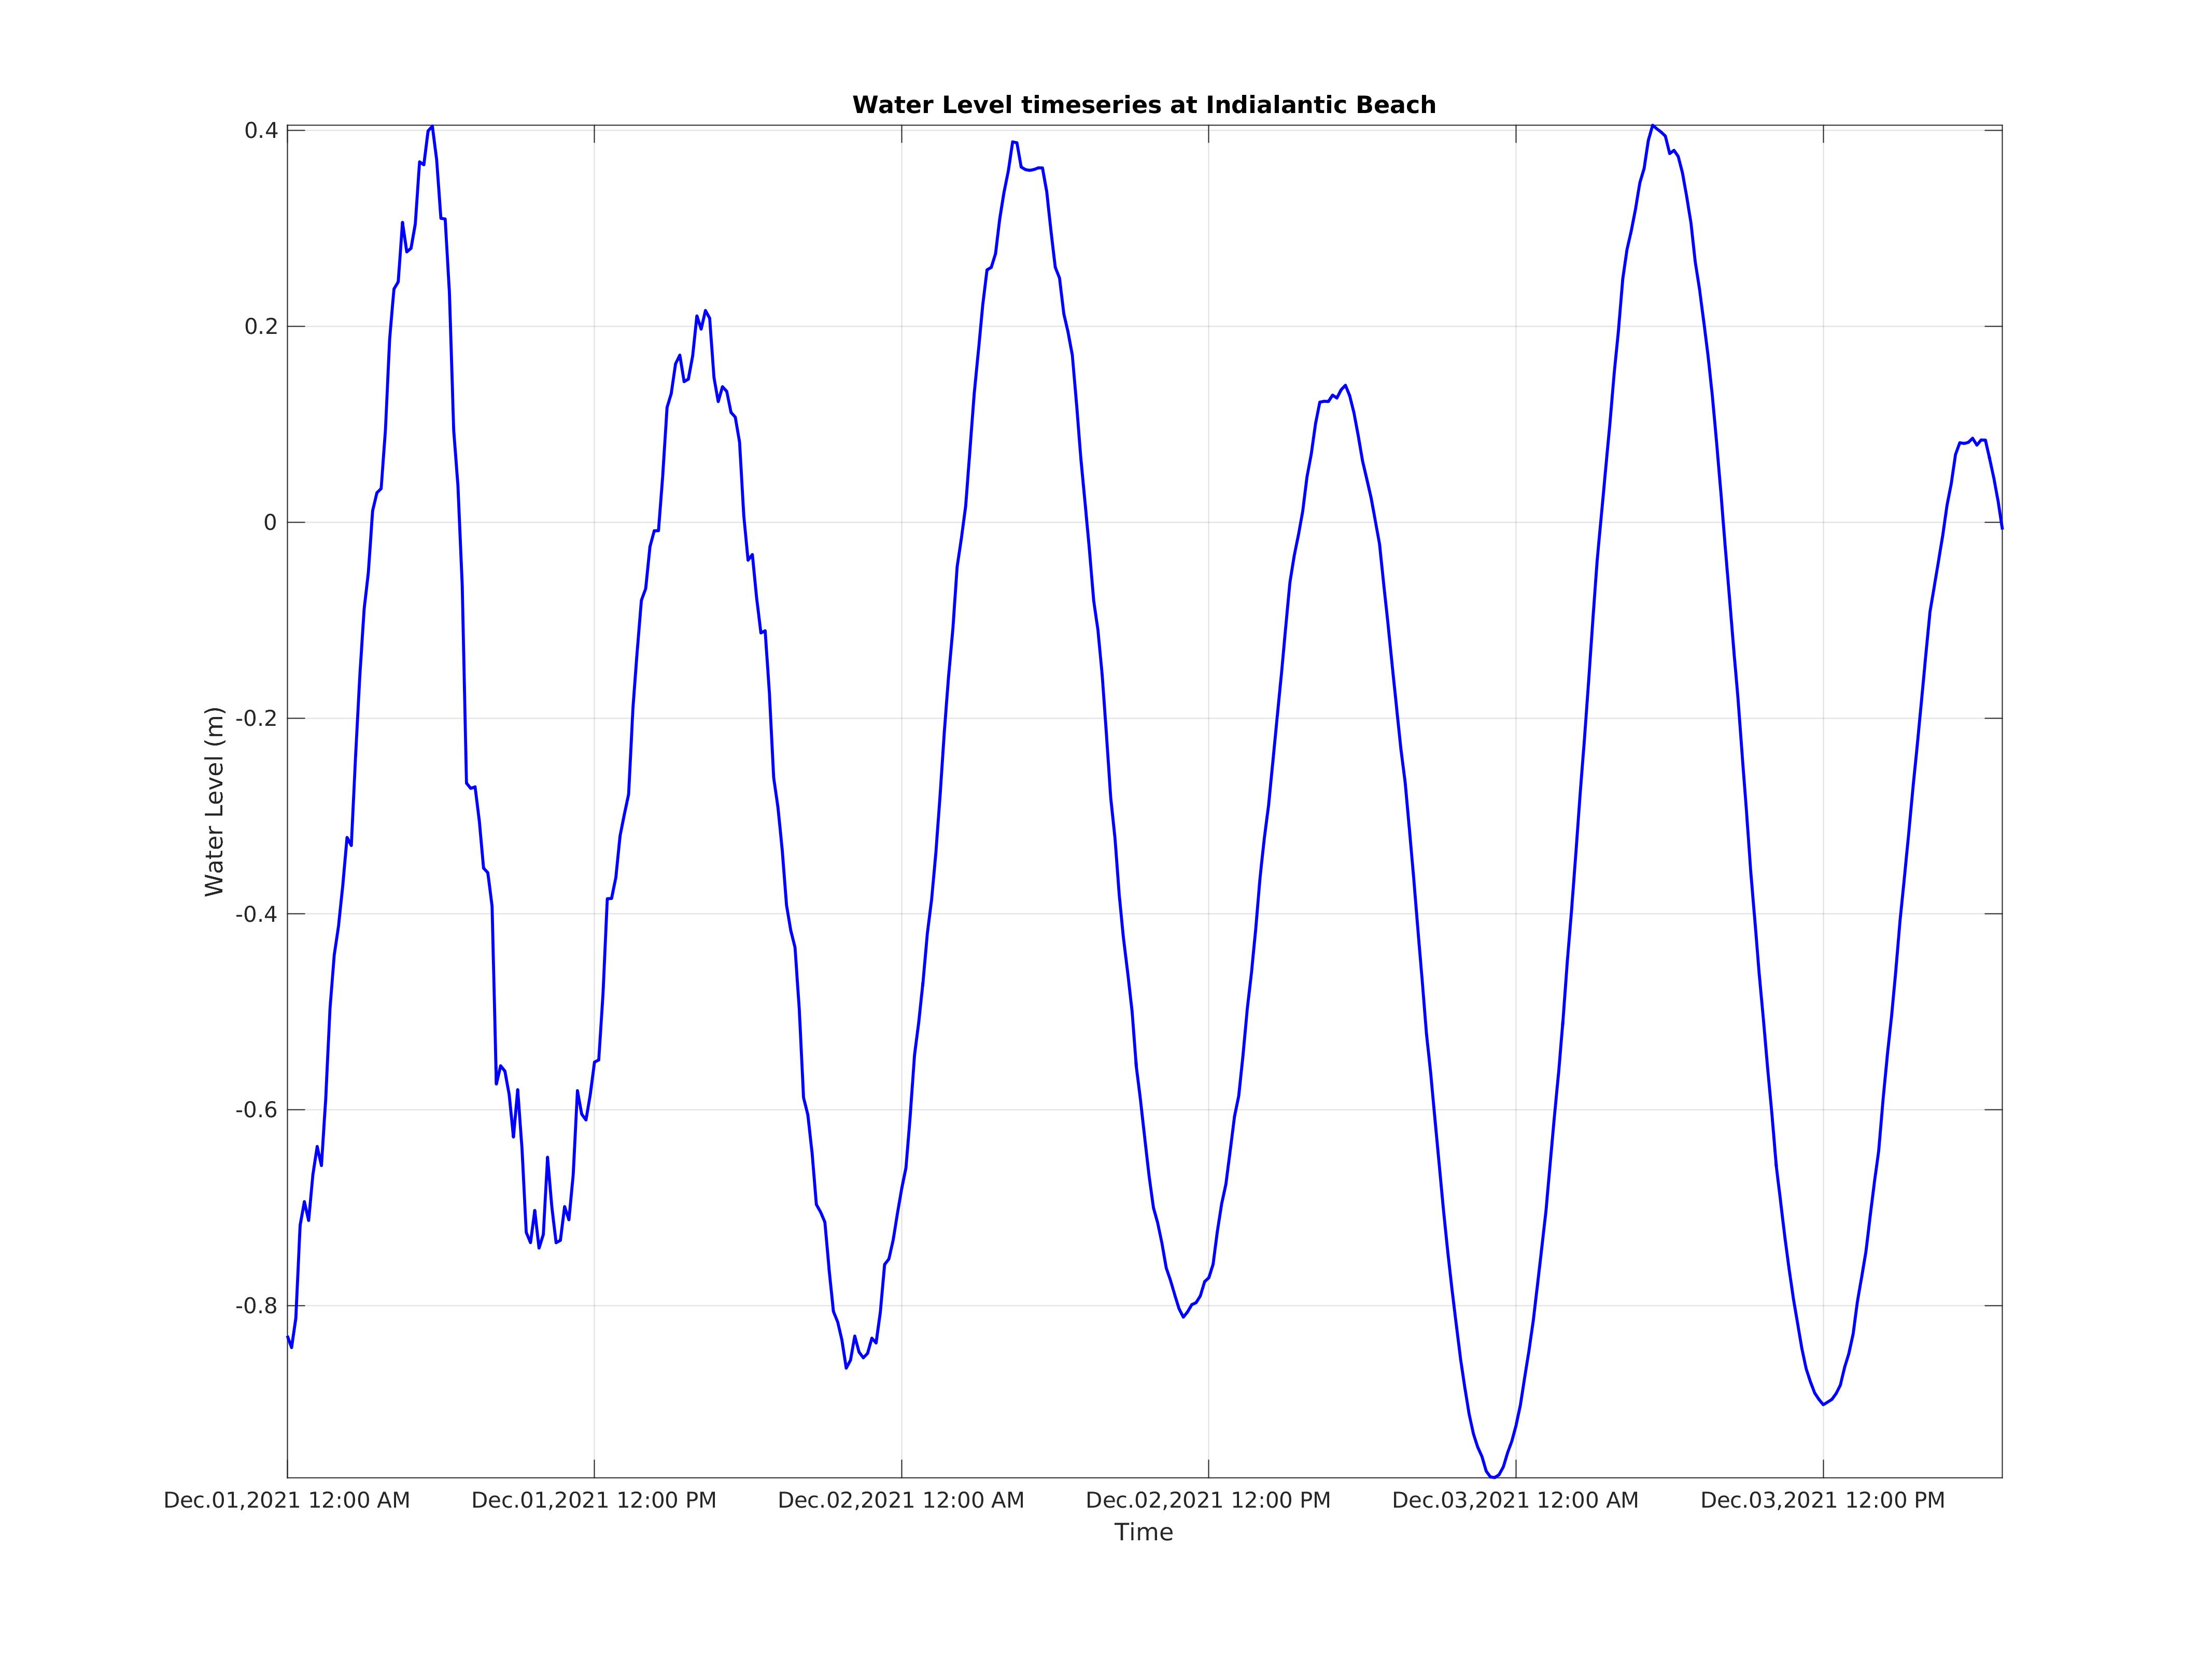 Water Level timeseries at Indialantic Beach
0.4
0.2
0
-0.2
-0.4
-0.6
-0.8
Water Level (m)
Dec.01,2021 12:00 AM
Dec.01,2021 12:00 PM
Dec.02,2021 12:00 AM
Dec.02,2021 12:00 PM
Dec.03,2021 12:00 AM
Dec.03,2021 12:00 PM
Time